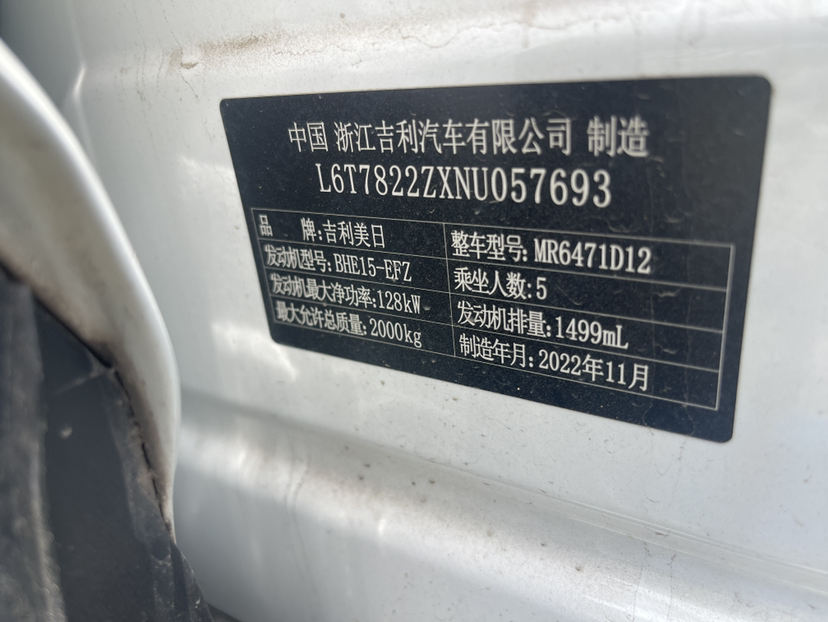 中国 浙江吉利汽车有限公司 制造
L6T7822ZXNU057693
品 牌:吉利美日 整车型号:MR6471D12
发动机型号:BHE15-EFZ 乘坐人数:5
发动机最大净功率:128kW 发动机排量:1499mL
最大允许总质量:2000kg 制造年月:2022年11月